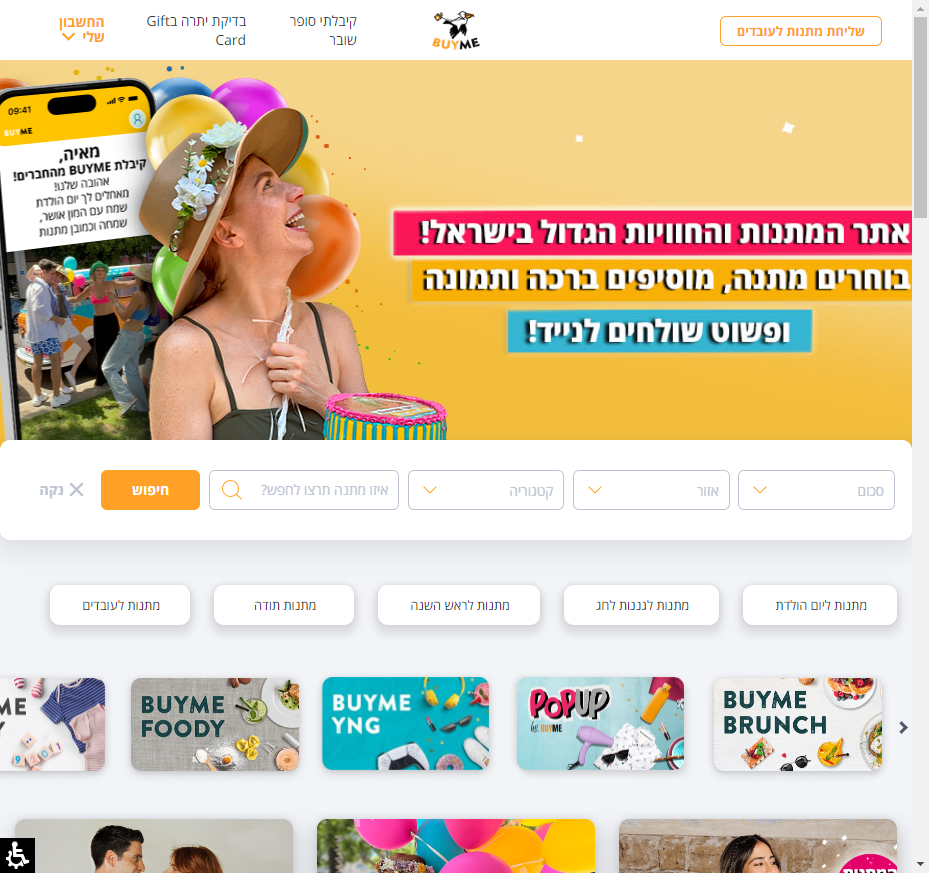 שליחת מתנות לעובדים
BUYME
קיבלתי סופר
שובר
בדיקת יתרה בGift
Card
החשבון
שלי
09:41
BUYME
מאיה,
קיבלת BUYME מהחברים!
אהובה שלנו!
מאחלים לך יום הולדת
שמח עם המון אושר,
שמחה וכמובן מתנות
אתר המתנות והחוויות הגדול בישראל!
בוחרים מתנה, מוסיפים ברכה ותמונה
ופשוט שולחים לנייד!
סכום
אזור
קטגוריה
איזו מתנה תרצו לחפש?
חיפוש
נקה
מתנות ליום הולדת
מתנות לגננות לחג
מתנות לראש השנה
מתנות תודה
מתנות לעובדים
BUYME
BRUNCH
POPUP
by BUYME
BUYME
YNG
BUYME
FOODY
ME
Y